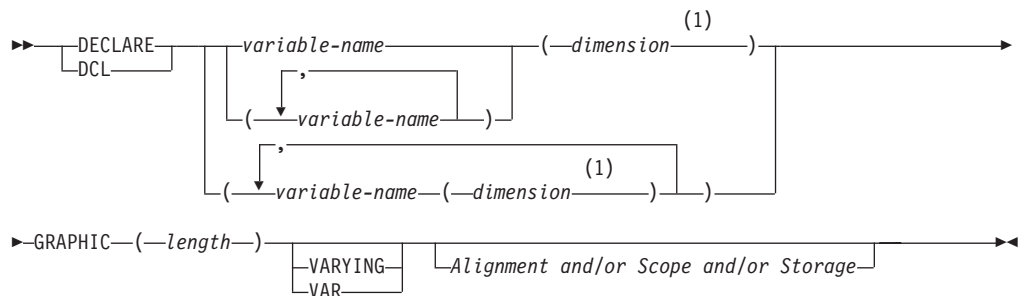 (1)
DECLARE variable-name ( dimension )
DCL ,
( variable-name )
,
(1)
( variable-name ( dimension ) )
GRAPHIC ( length )
VARYING Alignment and/or Scope and/or Storage
VAR